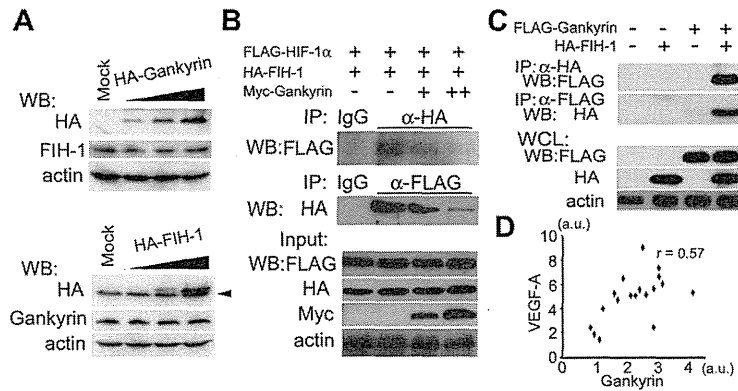 A
Mock
HA-Gankyrin
WB:
HA
FIH-1
actin
Mock
HA-FIH-1
WB:
HA
Gankyrin
actin
B
FLAG-HIF-1α + + + +
HA-FIH-1 + + + +
Myc-Gankyrin - - + ++
IP: IgG α-HA
WB:FLAG
IP: IgG α-FLAG
WB: HA
Input:
WB:FLAG
HA
Myc
actin
C
FLAG-Gankyrin - - + +
HA-FIH-1 - + - +
IP:α-HA
WB:FLAG
IP:α-FLAG
WB: HA
WCL:
WB:FLAG
HA
actin
D
(a.u.)
10
8
6
4
2
0
VEGF-A
r = 0.57
0 1 2 3 4 (a.u.)
Gankyrin